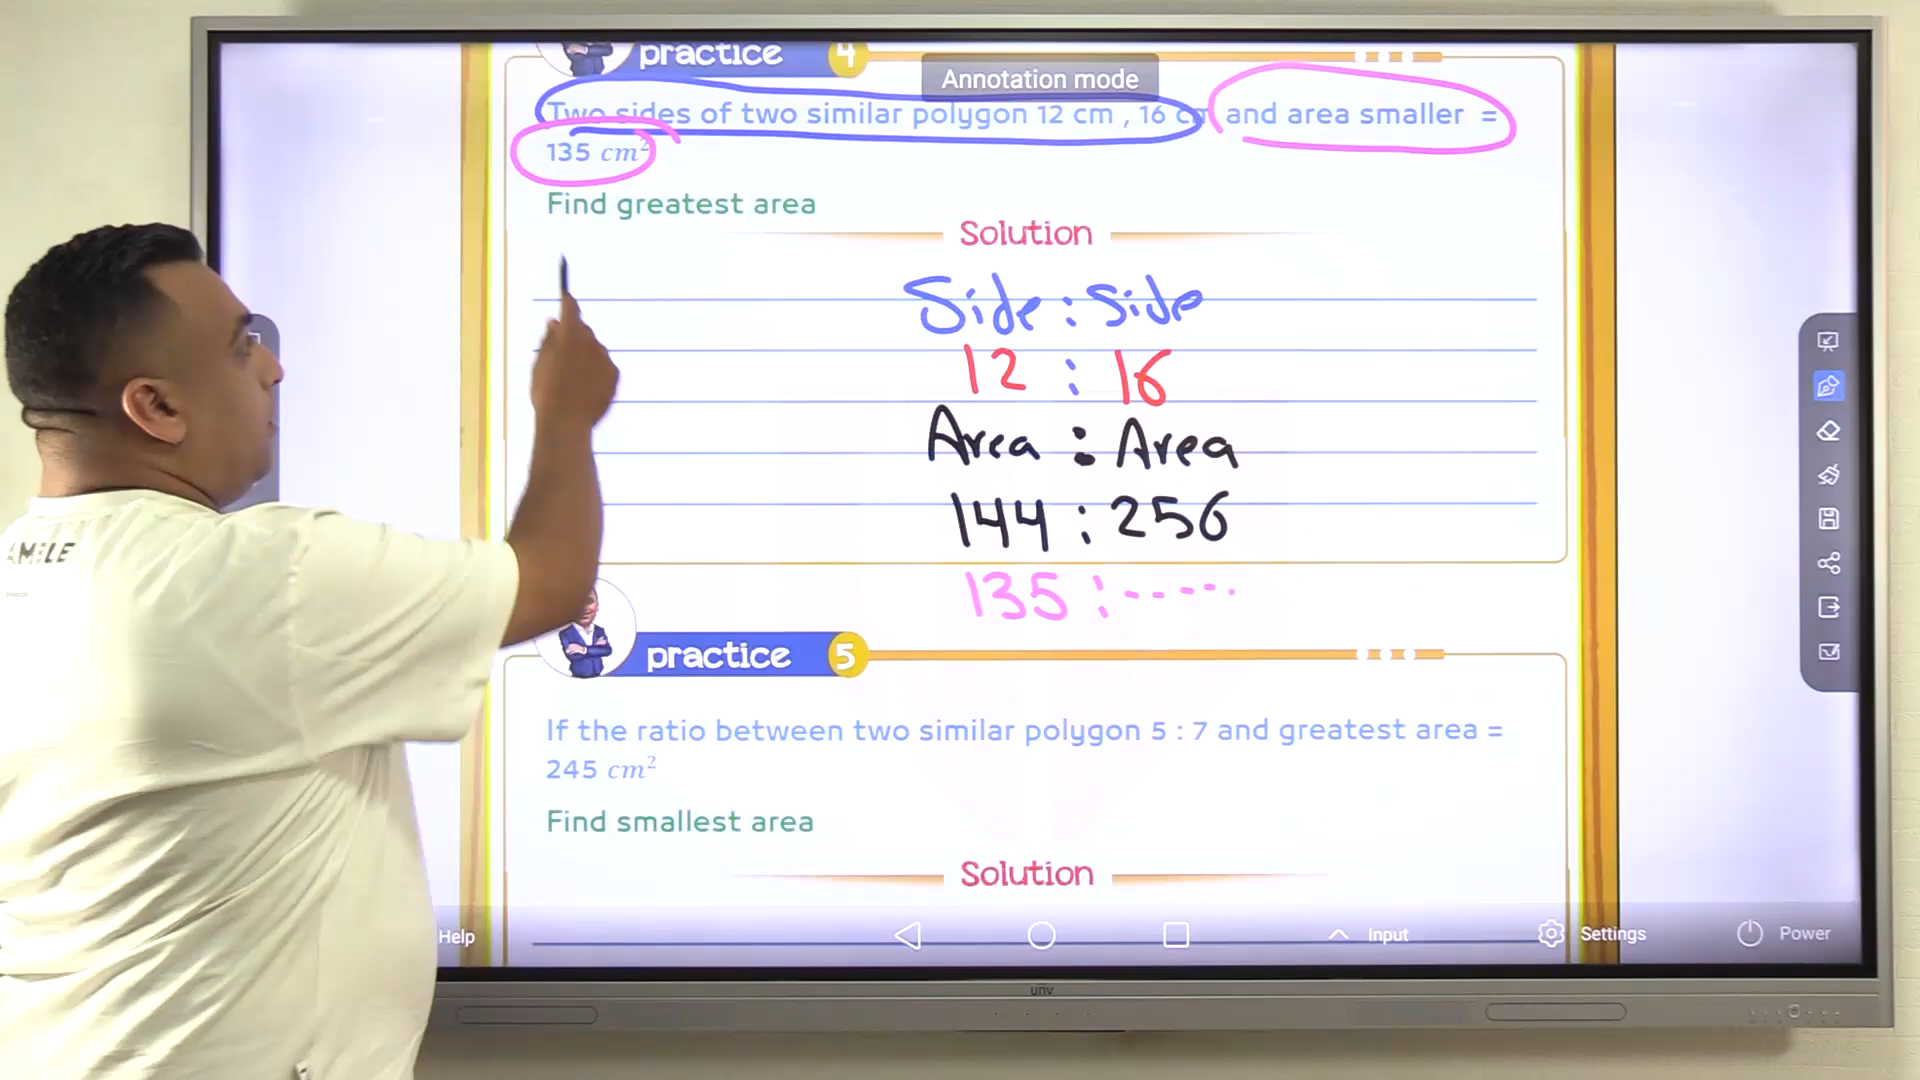 practice 4
Annotation mode
Two sides of two similar polygon 12 cm , 16 cm and area smaller =
135 cm²
Find greatest area
Solution
Side : Side
12 : 16
Area : Area
144 : 256
135 : -----.
practice 5
If the ratio between two similar polygon 5 : 7 and greatest area =
245 cm²
Find smallest area
Solution
Help
Input
Settings
Power
unv